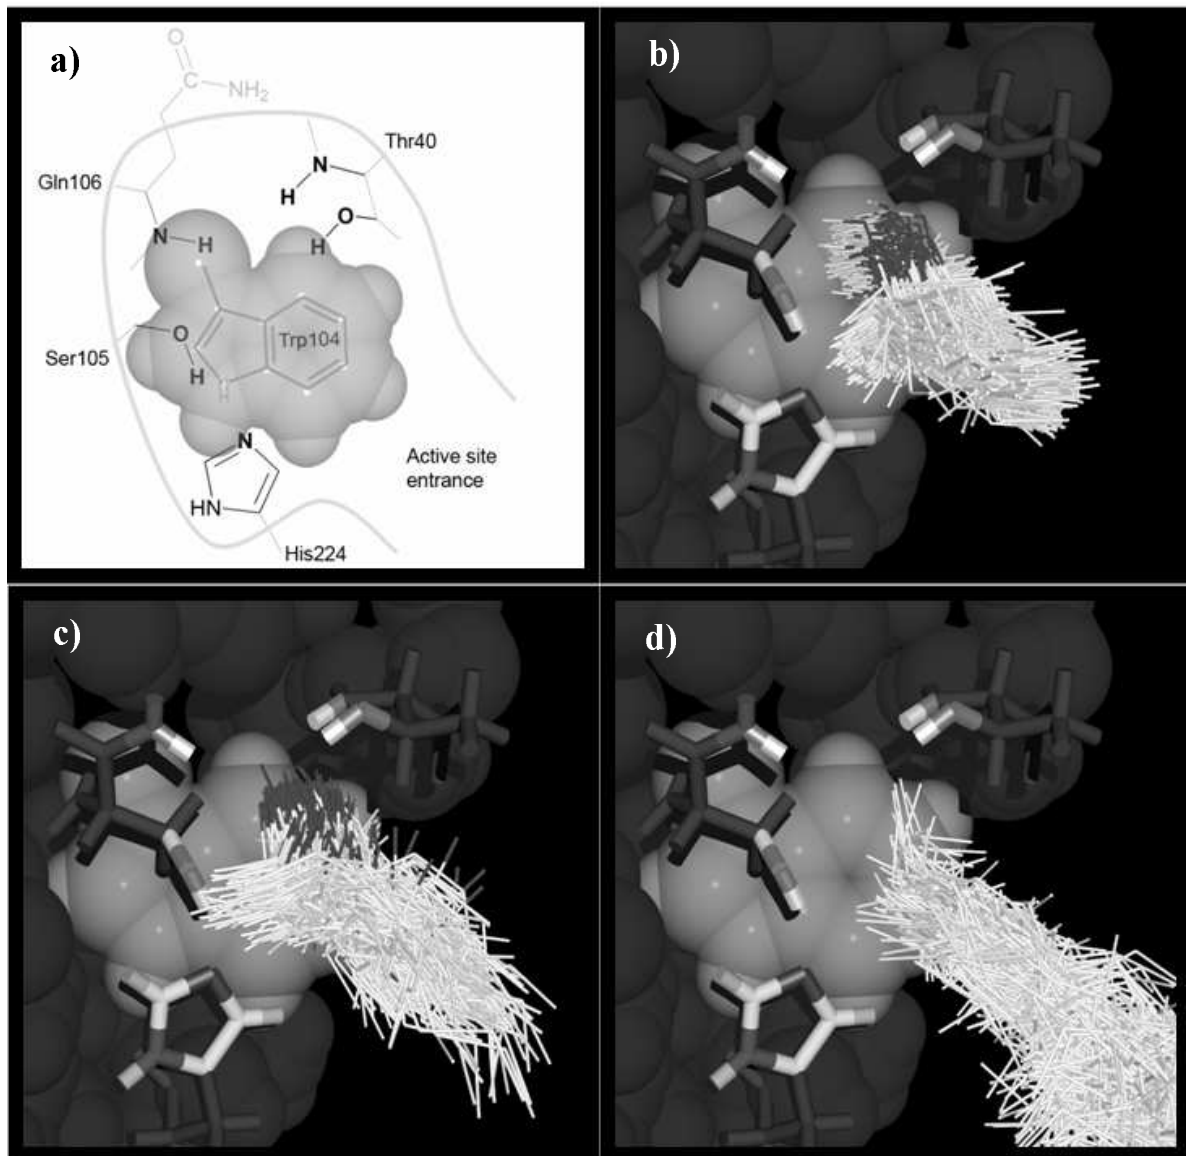 a)
O
C
NH2
Thr40
N
H
Gln106
O
H
N
H
O
Trp104
Ser105
H
H
N
Active site
entrance
HN
His224
b)
c)
d)